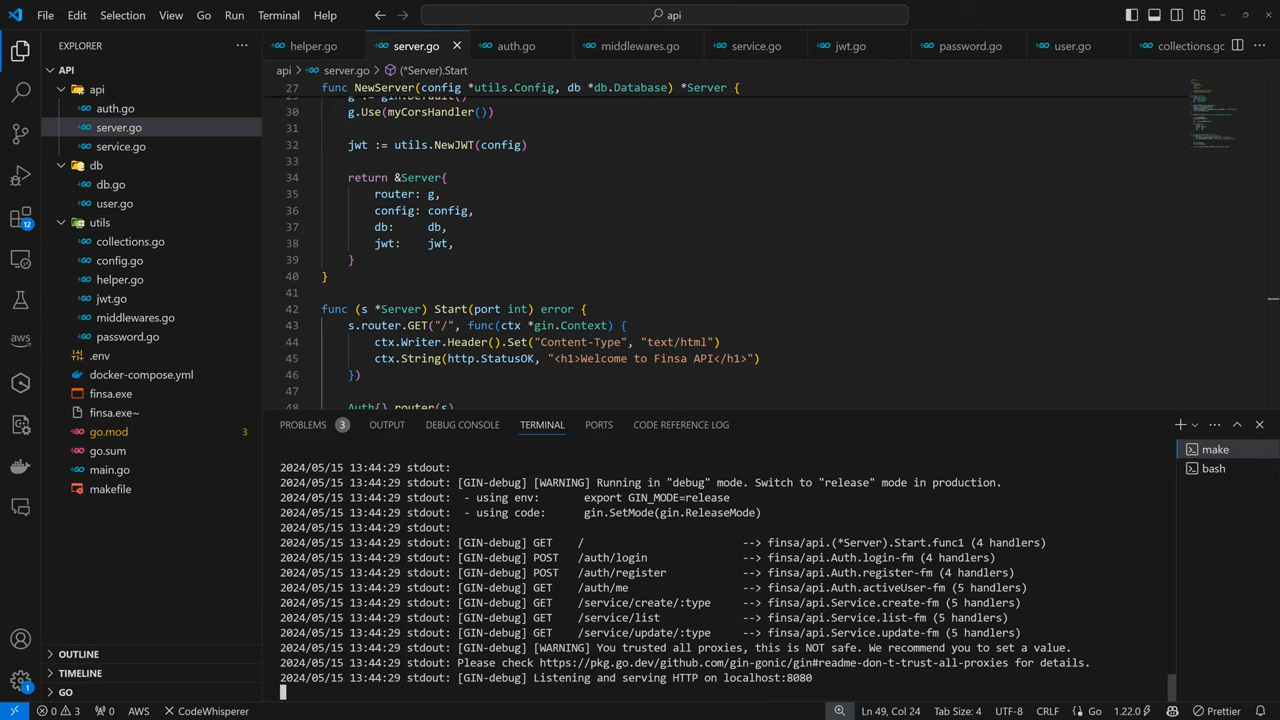 File Edit Selection View Go Run Terminal Help
api
EXPLORER
API
api
auth.go
server.go
service.go
db
db.go
user.go
utils
collections.go
config.go
helper.go
jwt.go
middlewares.go
password.go
.env
docker-compose.yml
finsa.exe
finsa.exe~
go.mod 3
go.sum
main.go
makefile
OUTLINE
TIMELINE
GO
12
aws
1
helper.go server.go auth.go middlewares.go service.go jwt.go password.go user.go collections.gc
api > server.go > (*Server).Start
27 func NewServer(config *utils.Config, db *db.Database) *Server {
29 g := gin.Default()
30 g.Use(myCorsHandler())
31
32 jwt := utils.NewJWT(config)
33
34 return &Server{
35 router: g,
36 config: config,
37 db: db,
38 jwt: jwt,
39 }
40 }
41
42 func (s *Server) Start(port int) error {
43 s.router.GET("/", func(ctx *gin.Context) {
44 ctx.Writer.Header().Set("Content-Type", "text/html")
45 ctx.String(http.StatusOK, "<h1>Welcome to Finsa API</h1>")
46 })
47
48 Auth{}.router(s)
PROBLEMS 3 OUTPUT DEBUG CONSOLE TERMINAL PORTS CODE REFERENCE LOG
2024/05/15 13:44:29 stdout:
2024/05/15 13:44:29 stdout: [GIN-debug] [WARNING] Running in "debug" mode. Switch to "release" mode in production.
2024/05/15 13:44:29 stdout: - using env: export GIN_MODE=release
2024/05/15 13:44:29 stdout: - using code: gin.SetMode(gin.ReleaseMode)
2024/05/15 13:44:29 stdout:
2024/05/15 13:44:29 stdout: [GIN-debug] GET / --> finsa/api.(*Server).Start.func1 (4 handlers)
2024/05/15 13:44:29 stdout: [GIN-debug] POST /auth/login --> finsa/api.Auth.login-fm (4 handlers)
2024/05/15 13:44:29 stdout: [GIN-debug] POST /auth/register --> finsa/api.Auth.register-fm (4 handlers)
2024/05/15 13:44:29 stdout: [GIN-debug] GET /auth/me --> finsa/api.Auth.activeUser-fm (5 handlers)
2024/05/15 13:44:29 stdout: [GIN-debug] GET /service/create/:type --> finsa/api.Service.create-fm (5 handlers)
2024/05/15 13:44:29 stdout: [GIN-debug] GET /service/list --> finsa/api.Service.list-fm (5 handlers)
2024/05/15 13:44:29 stdout: [GIN-debug] GET /service/update/:type --> finsa/api.Service.update-fm (5 handlers)
2024/05/15 13:44:29 stdout: [GIN-debug] [WARNING] You trusted all proxies, this is NOT safe. We recommend you to set a value.
2024/05/15 13:44:29 stdout: Please check https://pkg.go.dev/github.com/gin-gonic/gin#readme-don-t-trust-all-proxies for details.
2024/05/15 13:44:29 stdout: [GIN-debug] Listening and serving HTTP on localhost:8080
make
bash
0 3 0 AWS CodeWhisperer Ln 49, Col 24 Tab Size: 4 UTF-8 CRLF Go 1.22.0 Prettier